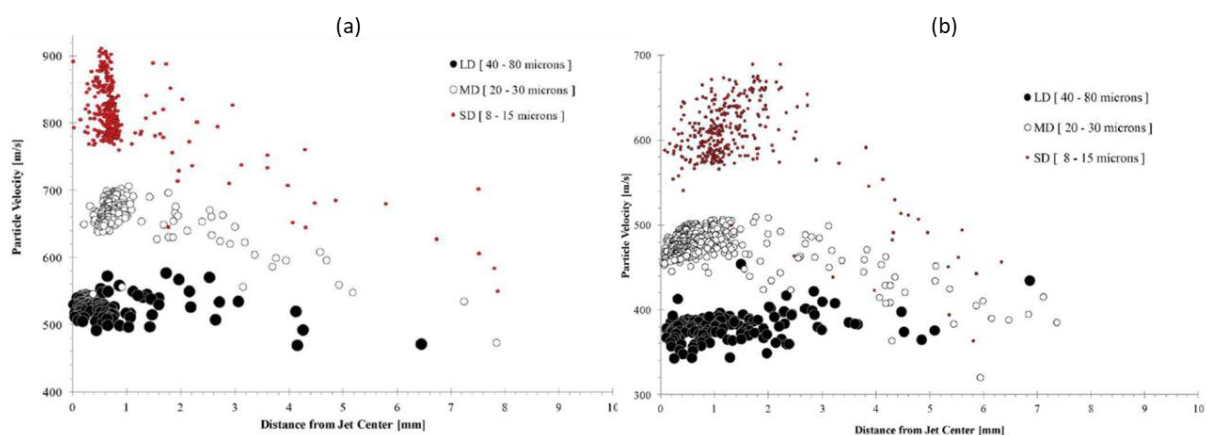 (a)
900
800
700
600
500
400
0
1
2
3
4
5
6
7
8
9
10
Particle Velocity [m/s]
Distance from Jet Center [mm]
LD [ 40 - 80 microns ]
MD [ 20 - 30 microns ]
SD [ 8 - 15 microns ]
(b)
700
600
500
400
300
0
1
2
3
4
5
6
7
8
9
10
Particle Velocity [m/s]
Distance from Jet Center [mm]
LD [ 40 - 80 microns ]
MD [ 20 - 30 microns ]
SD [ 8 - 15 microns ]